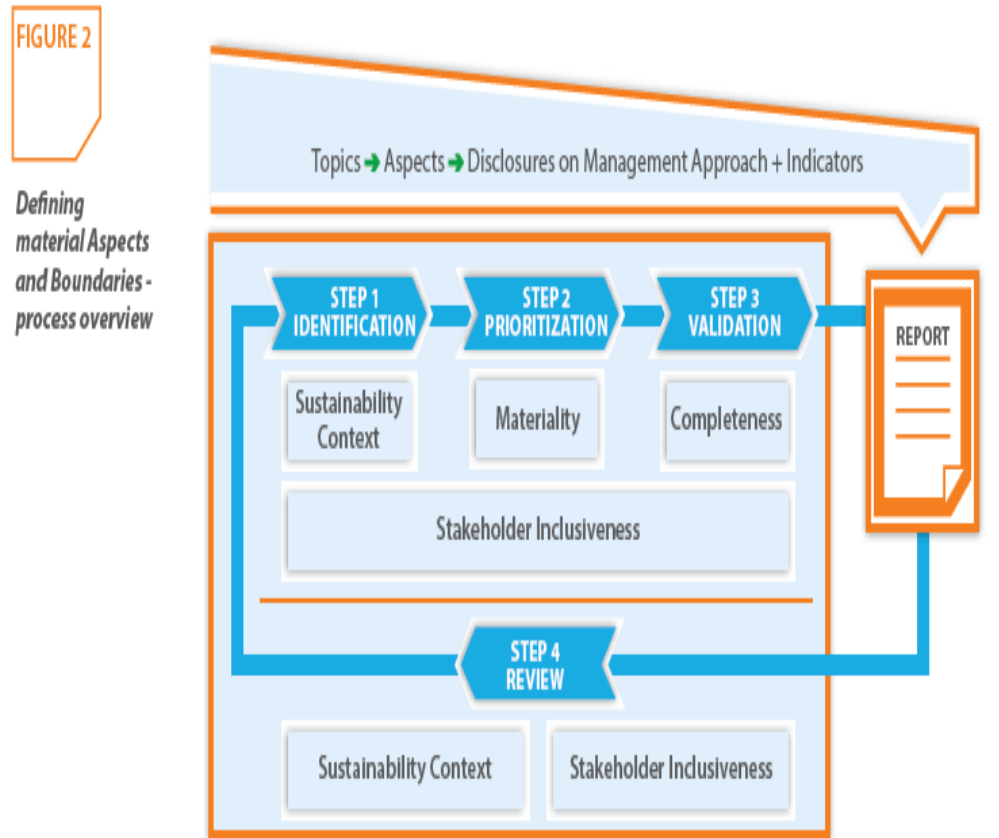 FIGURE 2
Defining
material Aspects
and Boundaries -
process overview
Topics ➔ Aspects ➔ Disclosures on Management Approach + Indicators
STEP 1
IDENTIFICATION
STEP 2
PRIORITIZATION
STEP 3
VALIDATION
REPORT
Sustainability
Context
Materiality
Completeness
Stakeholder Inclusiveness
STEP 4
REVIEW
Sustainability Context
Stakeholder Inclusiveness